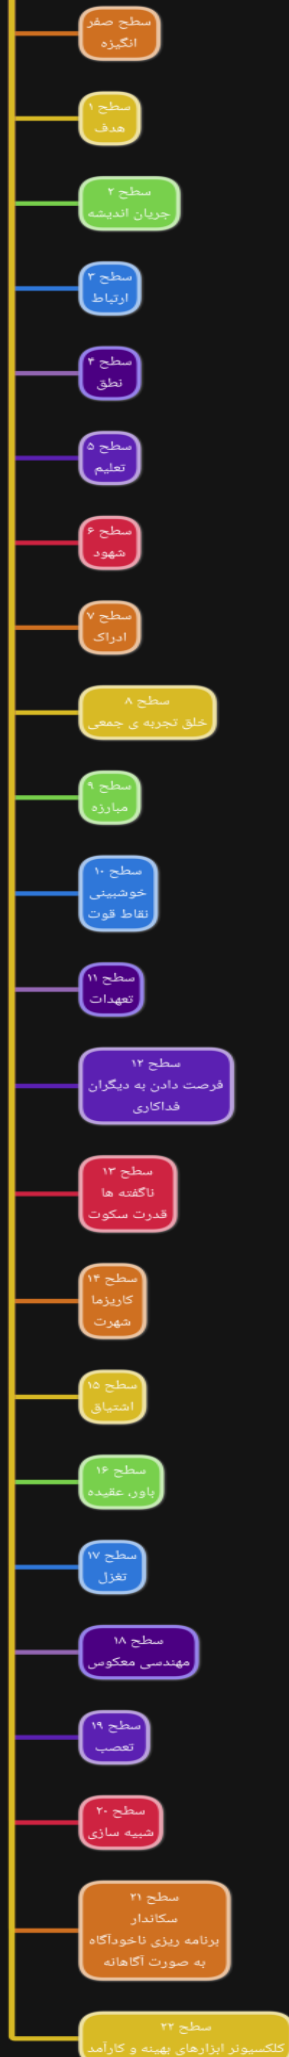 سطح صفر
انگیزه
سطح ۱
هدف
سطح ۲
جریان اندیشه
سطح ۳
ارتباط
سطح ۴
نطق
سطح ۵
تعلیم
سطح ۶
شهود
سطح ۷
ادراک
سطح ۸
خلق تجربه ی جمعی
سطح ۹
مبارزه
سطح ۱۰
خوشبینی
نقاط قوت
سطح ۱۱
تعهدات
سطح ۱۲
فرصت دادن به دیگران
فداکاری
سطح ۱۳
ناگفته ها
قدرت سکوت
سطح ۱۴
کاریزما
شهرت
سطح ۱۵
اشتیاق
سطح ۱۶
باور، عقیده
سطح ۱۷
تغزل
سطح ۱۸
مهندسی معکوس
سطح ۱۹
تعصب
سطح ۲۰
شبیه سازی
سطح ۲۱
سکاندار
برنامه ریزی ناخودآگاه
به صورت آگاهانه
سطح ۲۲
کلکسیونر ابزارهای بهینه و کارآمد